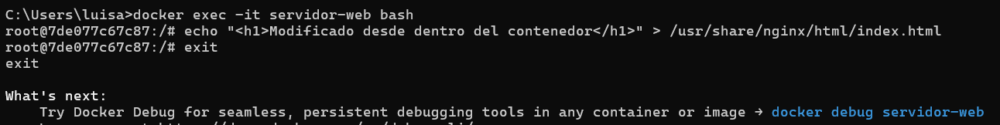 C:\Users\luisa>docker exec -it servidor-web bash
root@7de077c67c87:/# echo "<h1>Modificado desde dentro del contenedor</h1>" > /usr/share/nginx/html/index.html
root@7de077c67c87:/# exit
exit
What's next:
Try Docker Debug for seamless, persistent debugging tools in any container or image → docker debug servidor-web